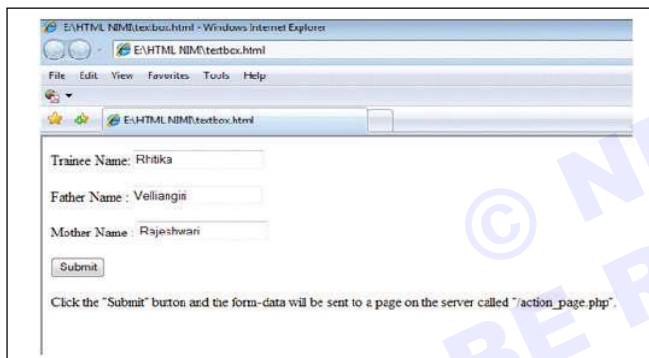 E:\HTML NIMI\textbox.html - Windows Internet Explorer
E:\HTML NIMI\textbox.html
File Edit View Favorites Tools Help
E:\HTML NIMI\textbox.html
Trainee Name: Rhitika
Father Name : Velliangiri
Mother Name : Rajeshwari
Submit
Click the "Submit" button and the form-data will be sent to a page on the server called "/action_page.php".
© N
BE R